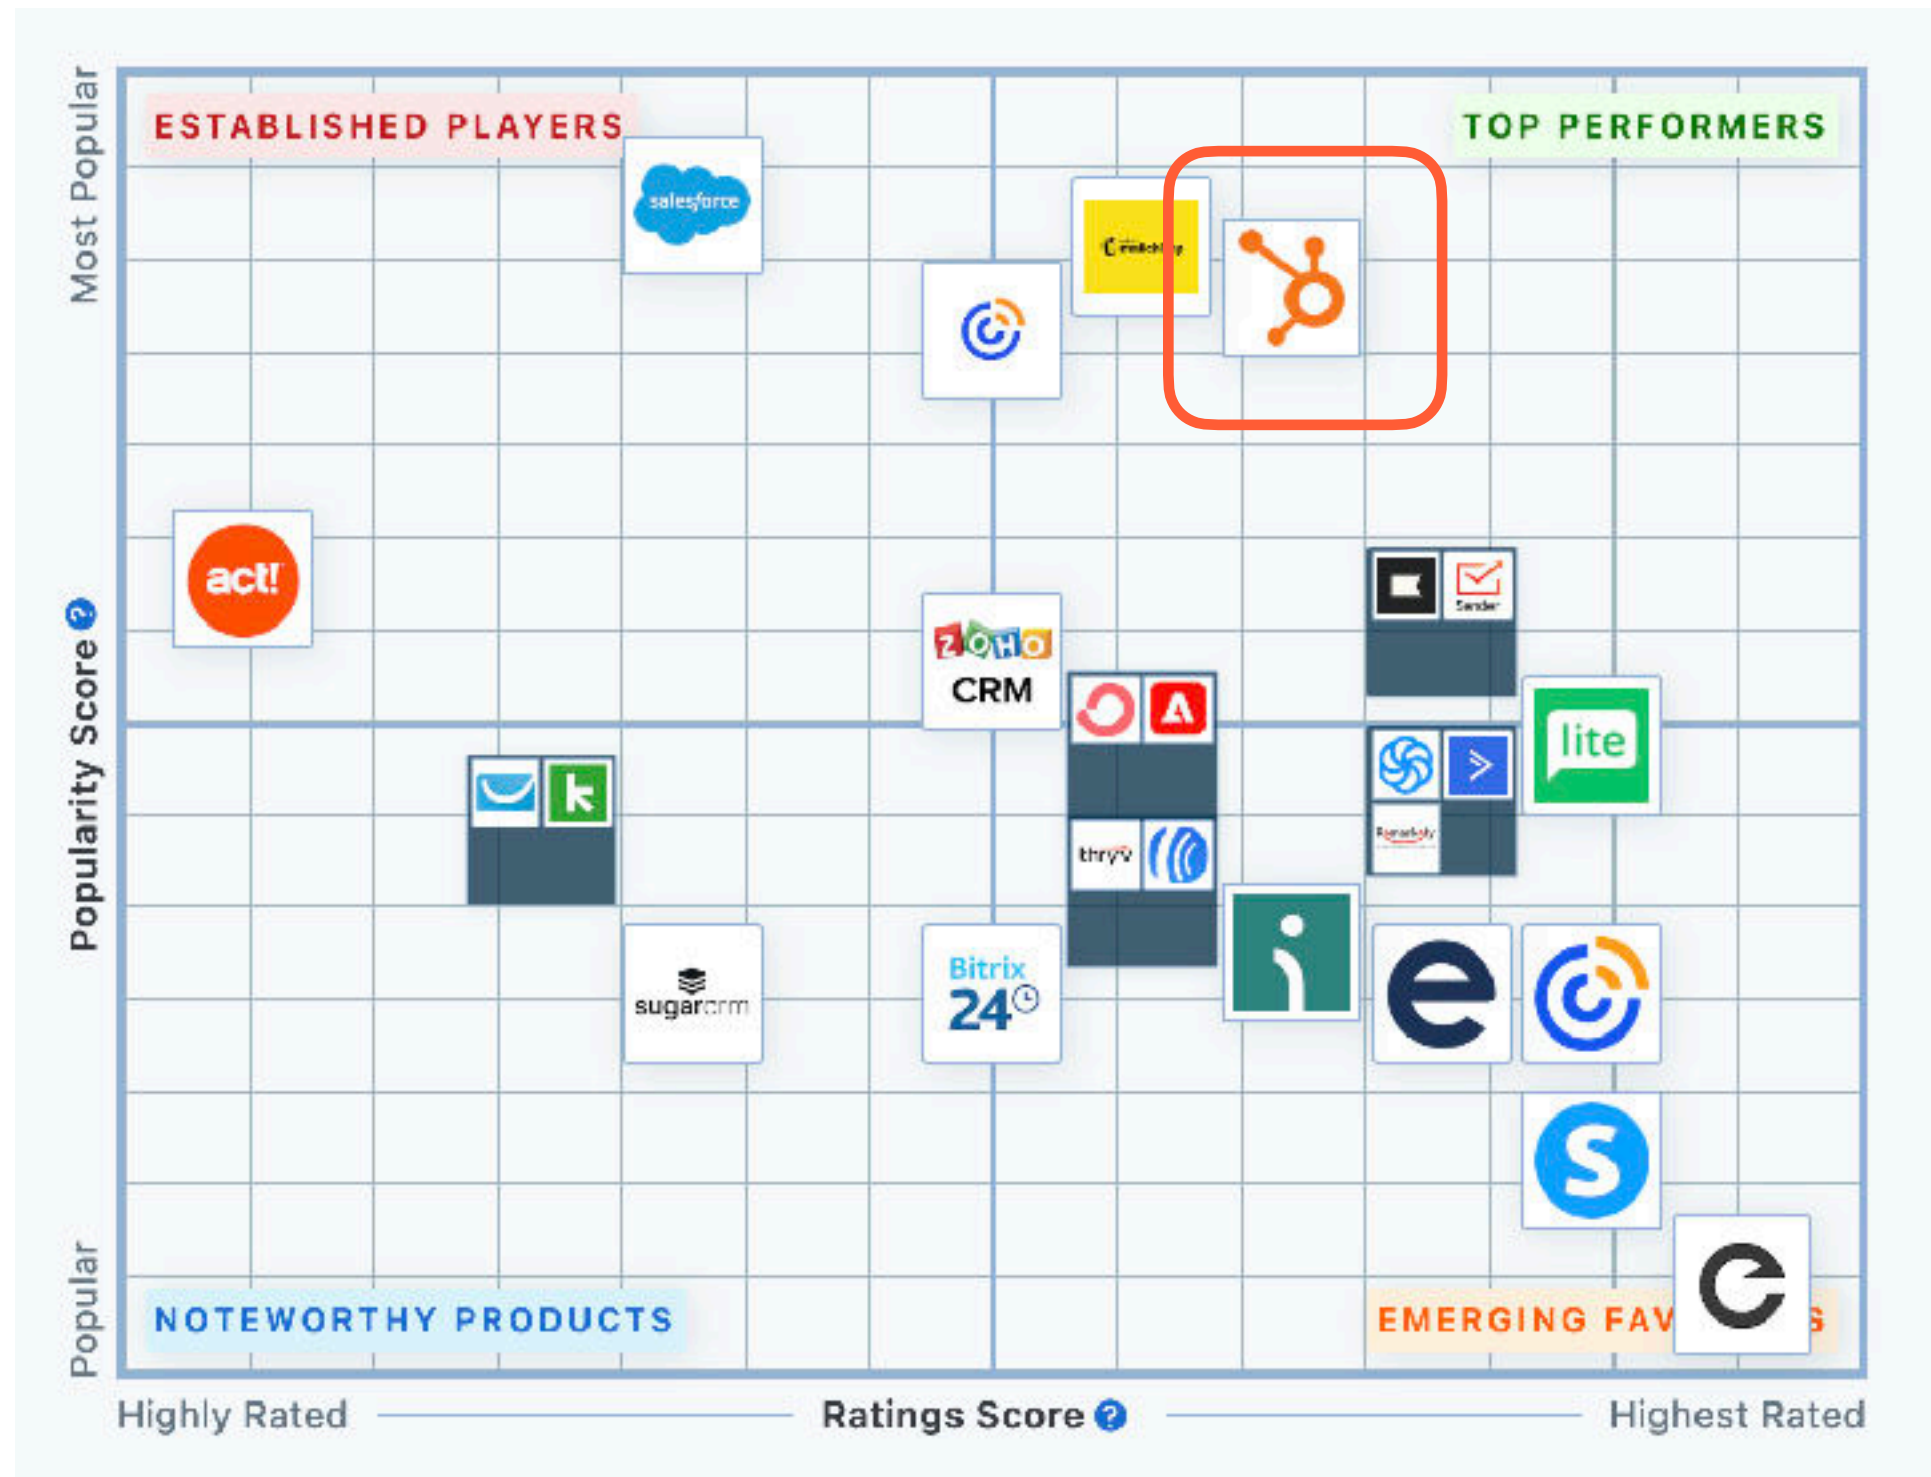 Most Popular
ESTABLISHED PLAYERS
TOP PERFORMERS
salesforce
act!
Sender
ZOHO
CRM
lite
thryv
Remarkety
Bitrix
24
sugarcrm
Popularity Score ?
Popular
NOTEWORTHY PRODUCTS
EMERGING FAV
S
Highly Rated
Ratings Score ?
Highest Rated